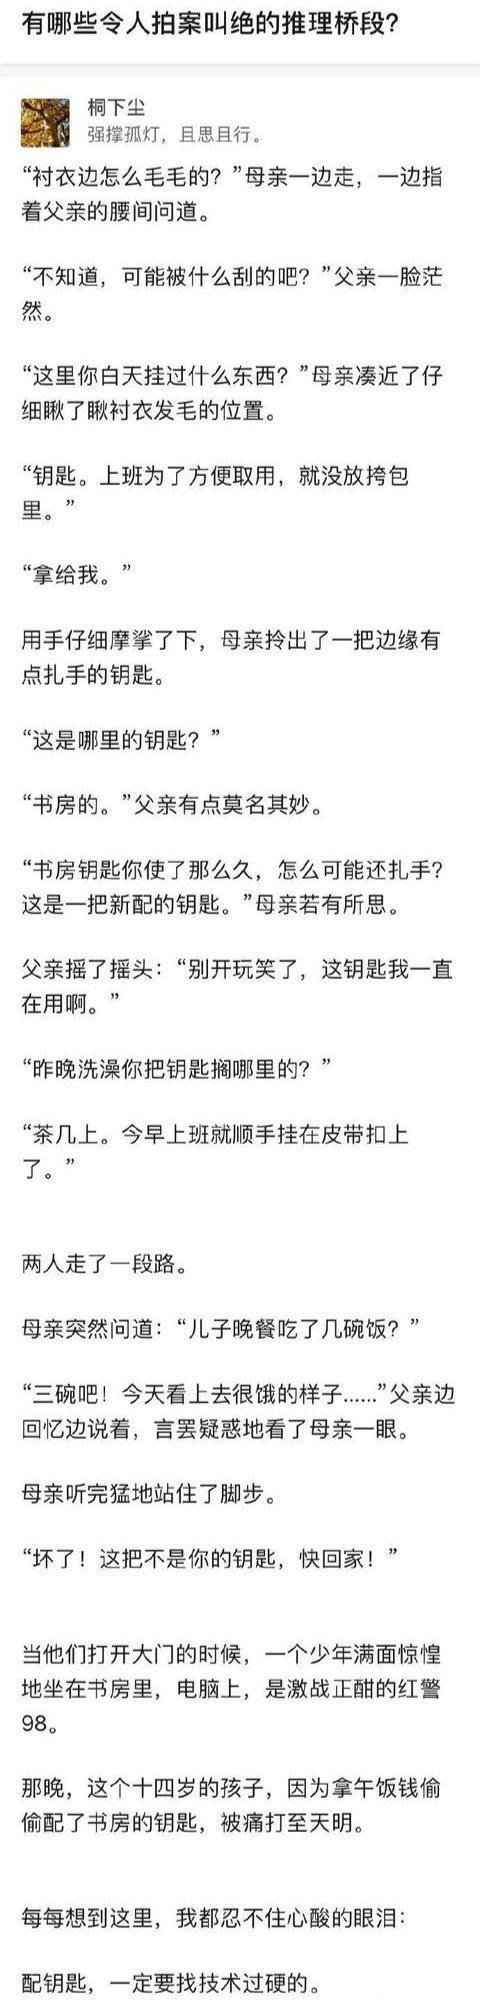 有哪些令人拍案叫绝的推理桥段?
桐下尘
强撑孤灯，且思且行。
“衬衣边怎么毛毛的？”母亲一边走，一边指
着父亲的腰间问道。
“不知道，可能被什么刮的吧？”父亲一脸茫
然。
“这里你白天挂过什么东西？”母亲凑近了仔
细瞅了瞅衬衣发毛的位置。
“钥匙。上班为了方便取用，就没放挎包
里。”
“拿给我。”
用手仔细摩挲了下，母亲拎出了一把边缘有
点扎手的钥匙。
“这是哪里的钥匙？”
“书房的。”父亲有点莫名其妙。
“书房钥匙你使了那么久，怎么可能还扎手？
这是一把新配的钥匙。”母亲若有所思。
父亲摇了摇头：“别开玩笑了，这钥匙我一直
在用啊。”
“昨晚洗澡你把钥匙搁哪里的？”
“茶几上。今早上班就顺手挂在皮带扣上
了。”
两人走了一段路。
母亲突然问道：“儿子晚餐吃了几碗饭？”
“三碗吧！今天看上去很饿的样子......”父亲边
回忆边说着，言罢疑惑地看了母亲一眼。
母亲听完猛地站住了脚步。
“坏了！这把不是你的钥匙，快回家！”
当他们打开大门的时候，一个少年满面惊惶
地坐在书房里，电脑上，是激战正酣的红警
98。
那晚，这个十四岁的孩子，因为拿午饭钱偷
偷配了书房的钥匙，被痛打至天明。
每每想到这里，我都忍不住心酸的眼泪：
配钥匙，一定要找技术过硬的。